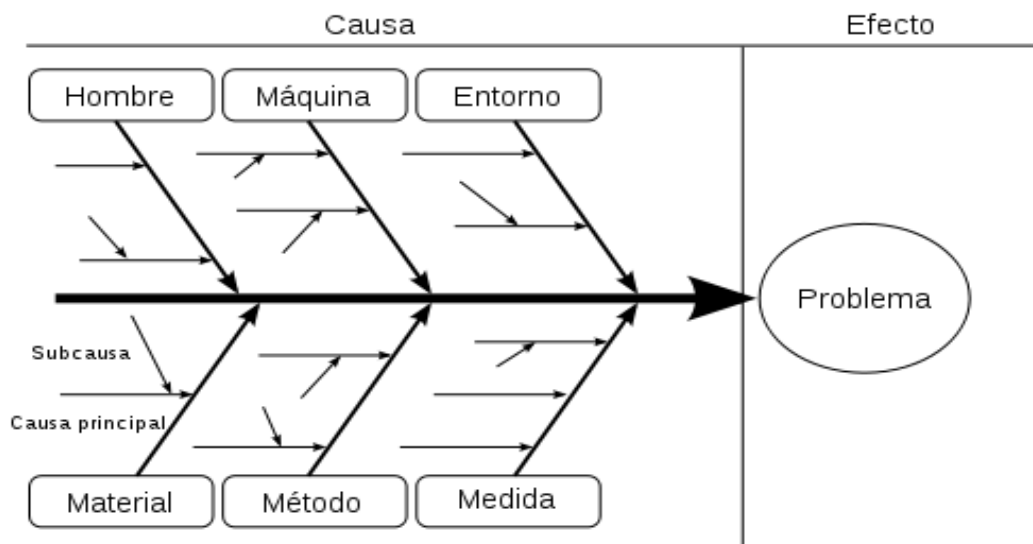 Causa
Efecto
Hombre
Máquina
Entorno
Problema
Subcausa
Causa principal
Material
Método
Medida